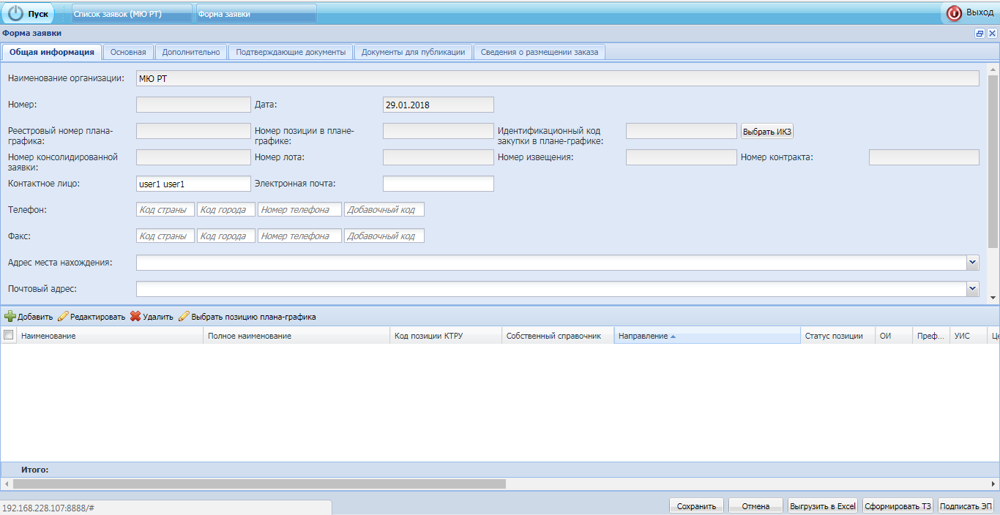 Пуск
Список заявок (МЮ РТ)
Форма заявки
Выход
Форма заявки
Общая информация
Основная
Дополнительно
Подтверждающие документы
Документы для публикации
Сведения о размещении заказа
Наименование организации:
МЮ РТ
Номер:
Дата:
29.01.2018
Реестровый номер плана-
графика:
Номер позиции в плане-
графике:
Идентификационный код
закупки в плане-графике:
Выбрать ИКЗ
Номер консолидированной
заявки:
Номер лота:
Номер извещения:
Номер контракта:
Контактное лицо:
user1 user1
Электронная почта:
Телефон:
Код страны
Код города
Номер телефона
Добавочный код
Факс:
Код страны
Код города
Номер телефона
Добавочный код
Адрес места нахождения:
Почтовый адрес:
Добавить
Редактировать
Удалить
Выбрать позицию плана-графика
Наименование
Полное наименование
Код позиции КТРУ
Собственный справочник
Направление
Статус позиции
ОИ
Преф...
УИС
Це
Итого:
192.168.228.107:8888/#
Сохранить
Отмена
Выгрузить в Excel
Сформировать ТЗ
Подписать ЭП